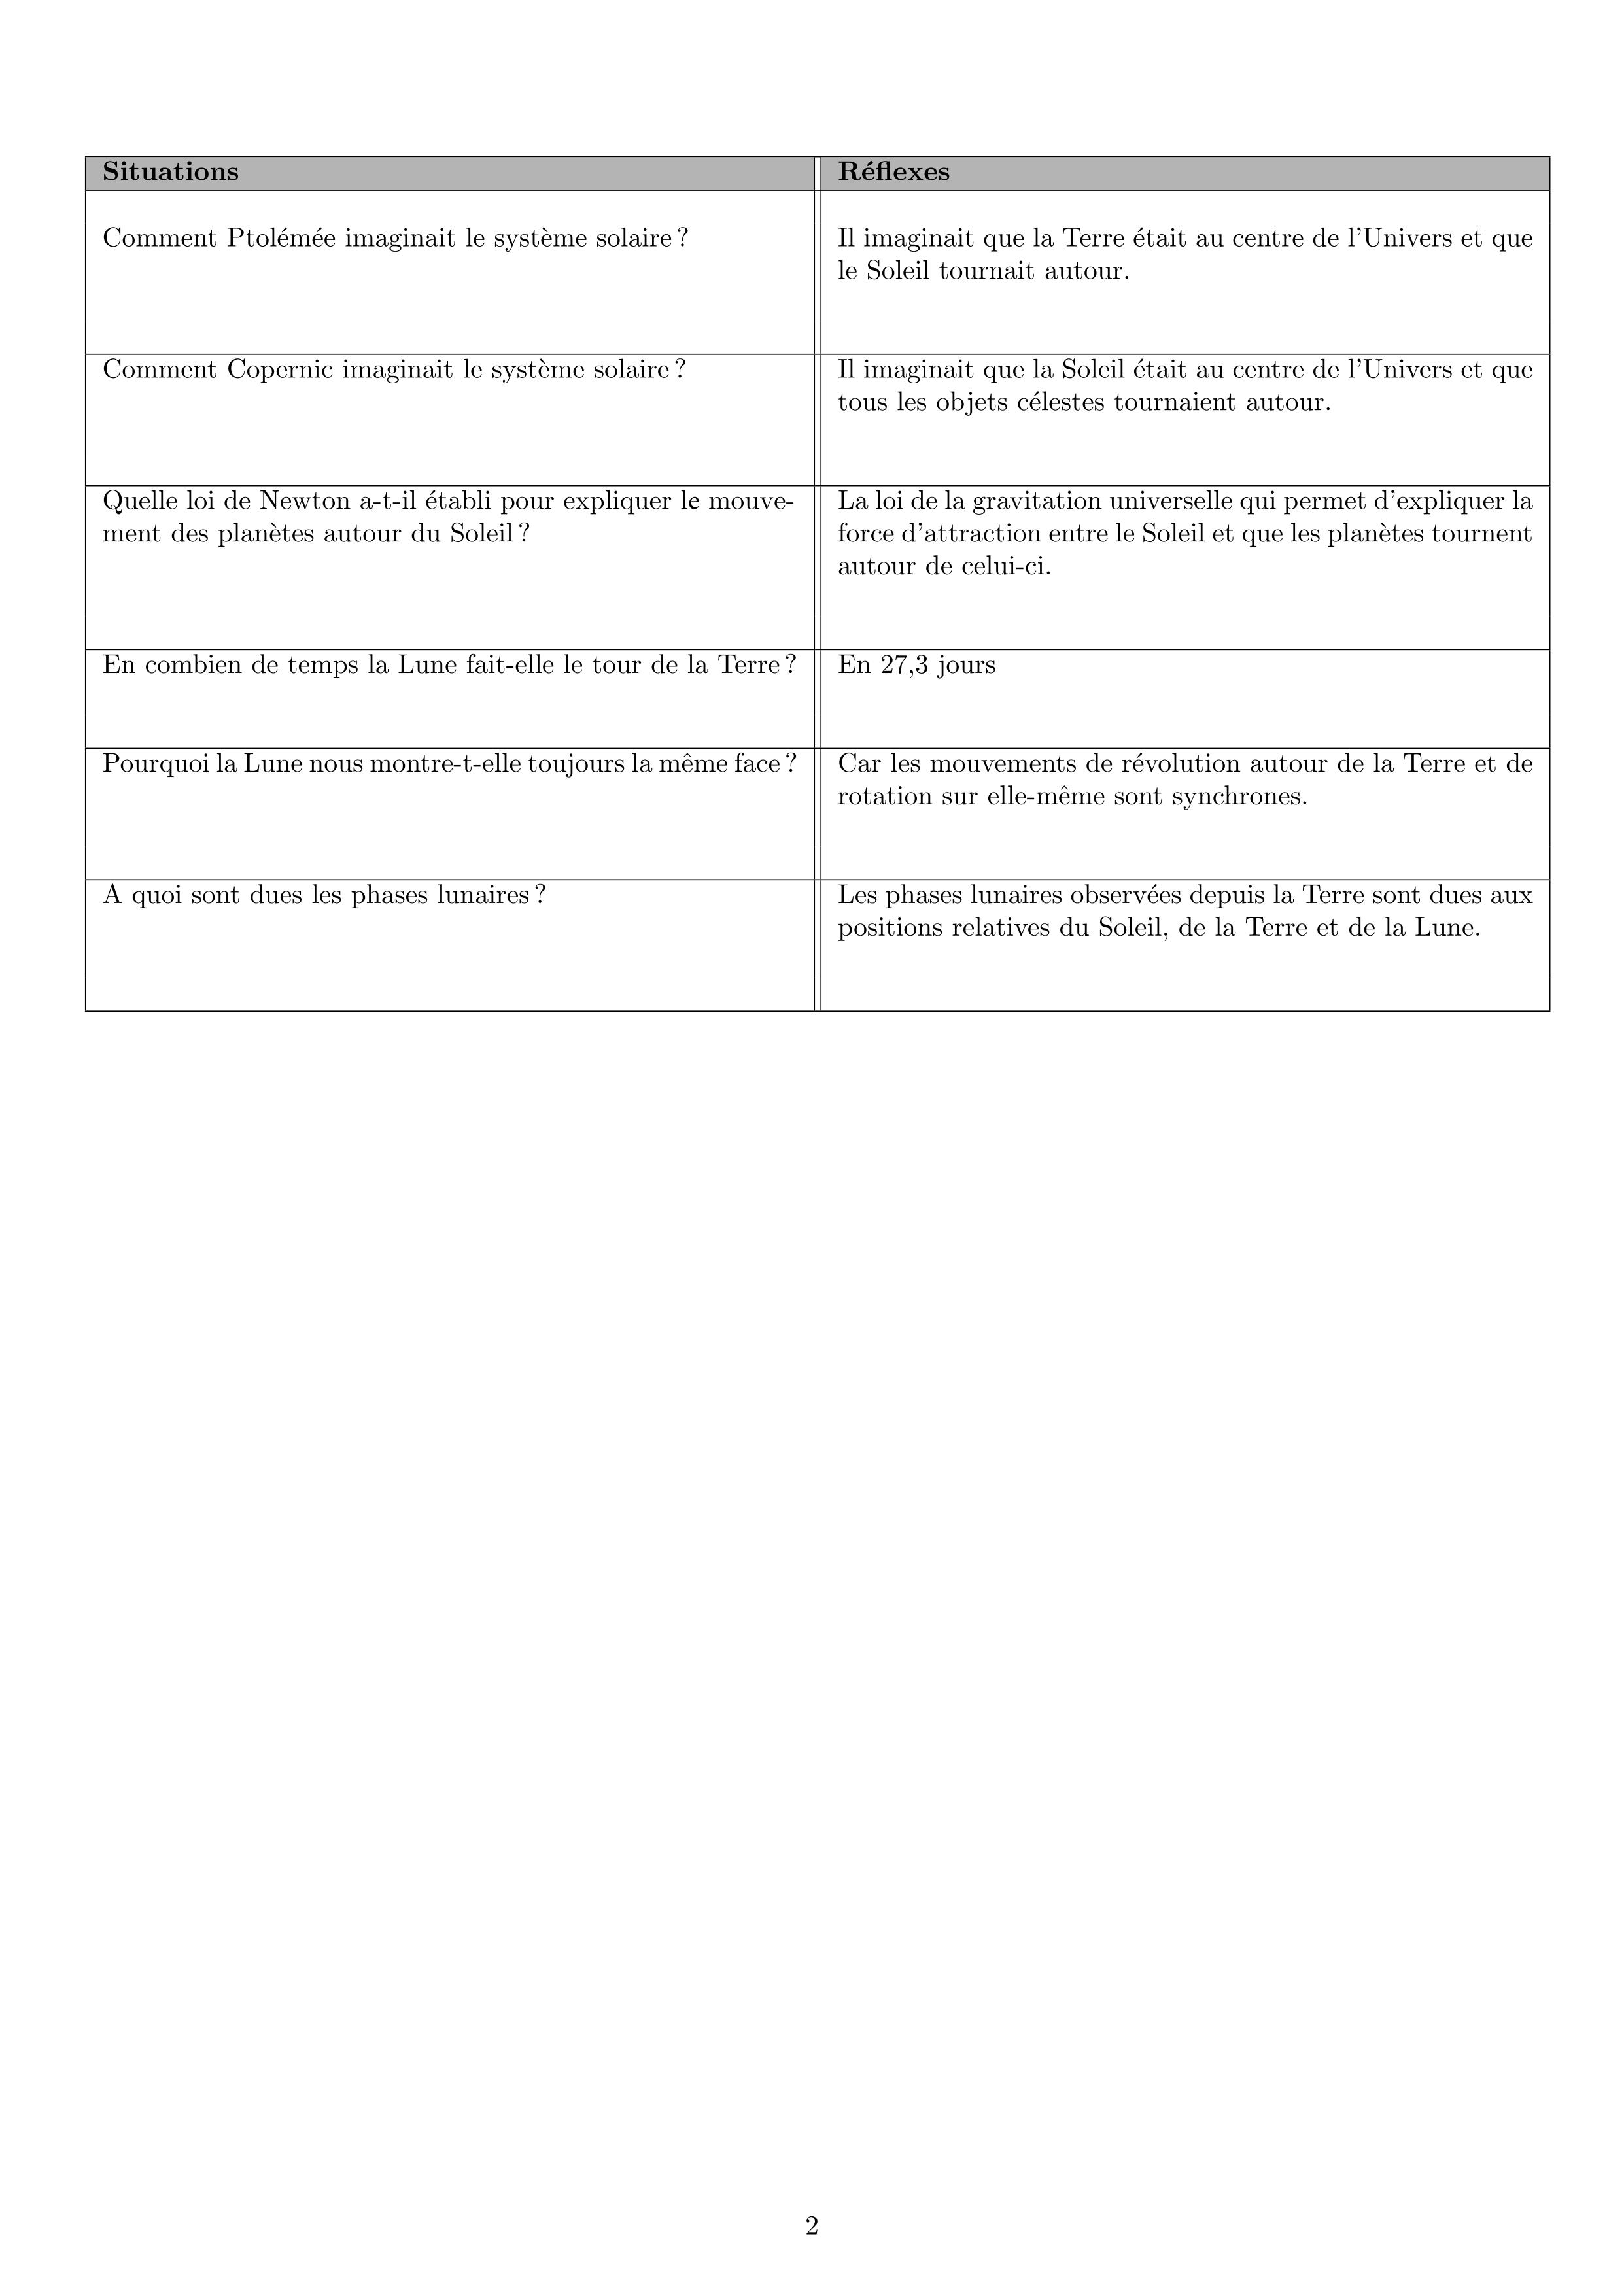 Situations
Réflexes
Comment Ptolémée imaginait le système solaire ?
Il imaginait que la Terre était au centre de l'Univers et que
le Soleil tournait autour.
Comment Copernic imaginait le système solaire ?
Il imaginait que la Soleil était au centre de l'Univers et que
tous les objets célestes tournaient autour.
Quelle loi de Newton a-t-il établi pour expliquer le mouve-
ment des planètes autour du Soleil ?
La loi de la gravitation universelle qui permet d'expliquer la
force d'attraction entre le Soleil et que les planètes tournent
autour de celui-ci.
En combien de temps la Lune fait-elle le tour de la Terre ?
En 27,3 jours
Pourquoi la Lune nous montre-t-elle toujours la même face ?
Car les mouvements de révolution autour de la Terre et de
rotation sur elle-même sont synchrones.
A quoi sont dues les phases lunaires ?
Les phases lunaires observées depuis la Terre sont dues aux
positions relatives du Soleil, de la Terre et de la Lune.
2